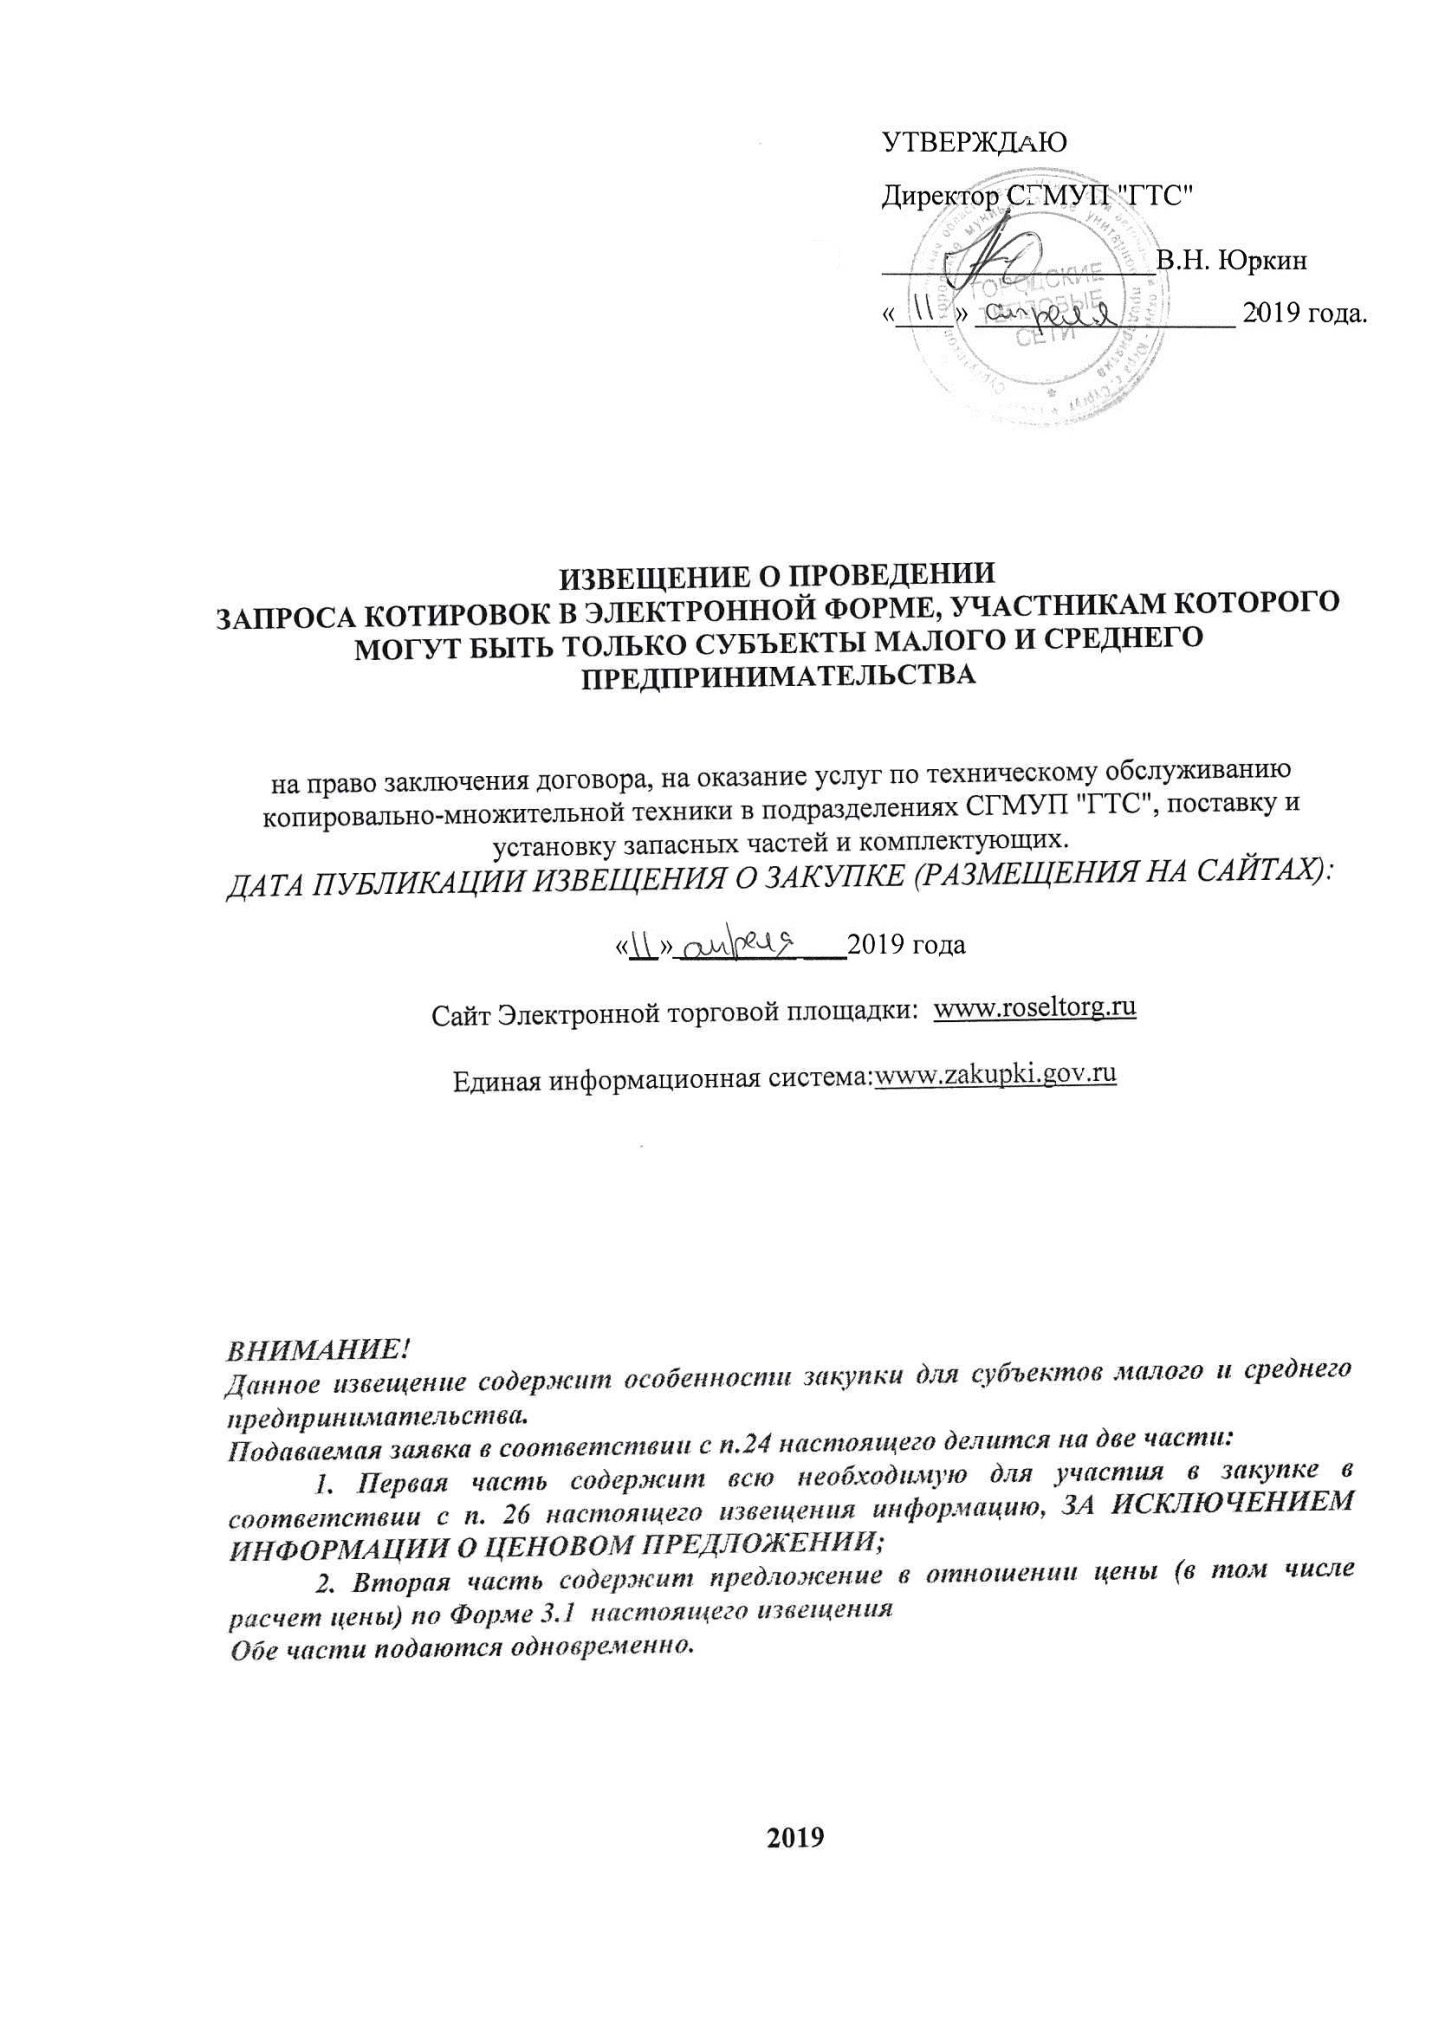 УТВЕРЖДАЮ
Директор СГМУП "ГТС"
В.Н. Юркин
«11» апреля 2019 года.
ГОРОДСКИЕ
ТЕПЛОВЫЕ
СЕТИ
ИЗВЕЩЕНИЕ О ПРОВЕДЕНИИ
ЗАПРОСА КОТИРОВОК В ЭЛЕКТРОННОЙ ФОРМЕ, УЧАСТНИКАМ КОТОРОГО
МОГУТ БЫТЬ ТОЛЬКО СУБЪЕКТЫ МАЛОГО И СРЕДНЕГО
ПРЕДПРИНИМАТЕЛЬСТВА
на право заключения договора, на оказание услуг по техническому обслуживанию
копировально-множительной техники в подразделениях СГМУП "ГТС", поставку и
установку запасных частей и комплектующих.
ДАТА ПУБЛИКАЦИИ ИЗВЕЩЕНИЯ О ЗАКУПКЕ (РАЗМЕЩЕНИЯ НА САЙТАХ):
«11» апреля 2019 года
Сайт Электронной торговой площадки: www.roseltorg.ru
Единая информационная система:www.zakupki.gov.ru
ВНИМАНИЕ!
Данное извещение содержит особенности закупки для субъектов малого и среднего
предпринимательства.
Подаваемая заявка в соответствии с п.24 настоящего делится на две части:
1. Первая часть содержит всю необходимую для участия в закупке в
соответствии с п. 26 настоящего извещения информацию, ЗА ИСКЛЮЧЕНИЕМ
ИНФОРМАЦИИ О ЦЕНОВОМ ПРЕДЛОЖЕНИИ;
2. Вторая часть содержит предложение в отношении цены (в том числе
расчет цены) по Форме 3.1 настоящего извещения
Обе части подаются одновременно.
2019